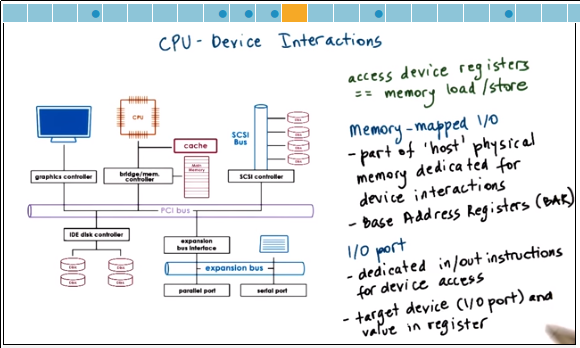 CPU - Device Interactions
access device registers
== memory load/store
CPU
cache
SCSI
Bus
Main
Memory
Disk
Disk
Disk
Disk
graphics controller
bridge/mem.
controller
SCSI controller
PCI bus
IDE disk controller
expansion
bus interface
Disk
Disk
Disk
Disk
expansion bus
parallel port
serial port
Memory-mapped I/O
- part of 'host' physical
memory dedicated for
device interactions
- Base Address Registers (BAR)
I/O port
- dedicated in/out instructions
for device access
- target device (I/O port) and
value in register